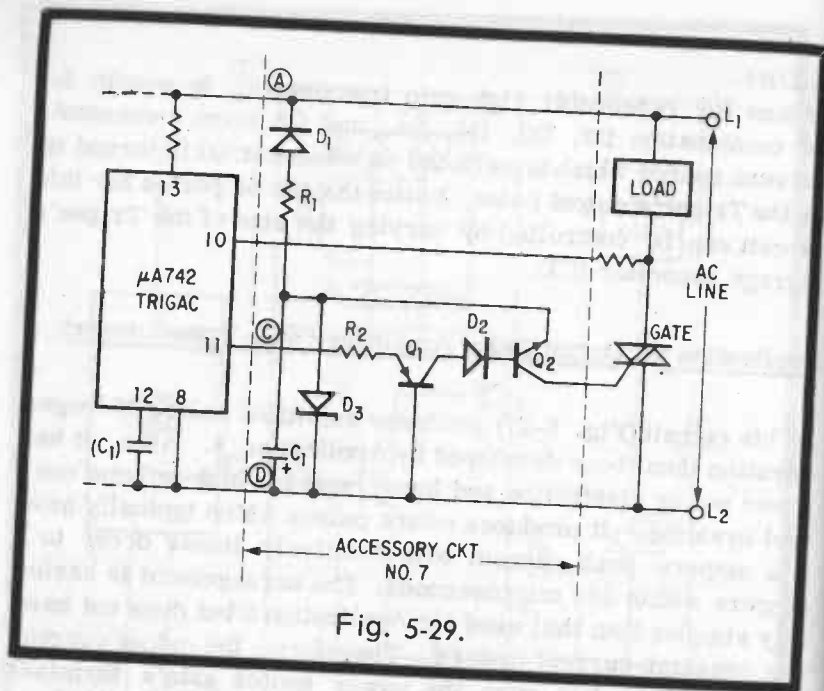 A
L1
D1
R1
LOAD
13
10
AC
LINE
μA742
TRIGAC
C
R2
Q1
D2
Q2
GATE
11
D3
12
8
(C1)
C1
+
D
L2
ACCESSORY CKT
NO. 7
Fig. 5-29.